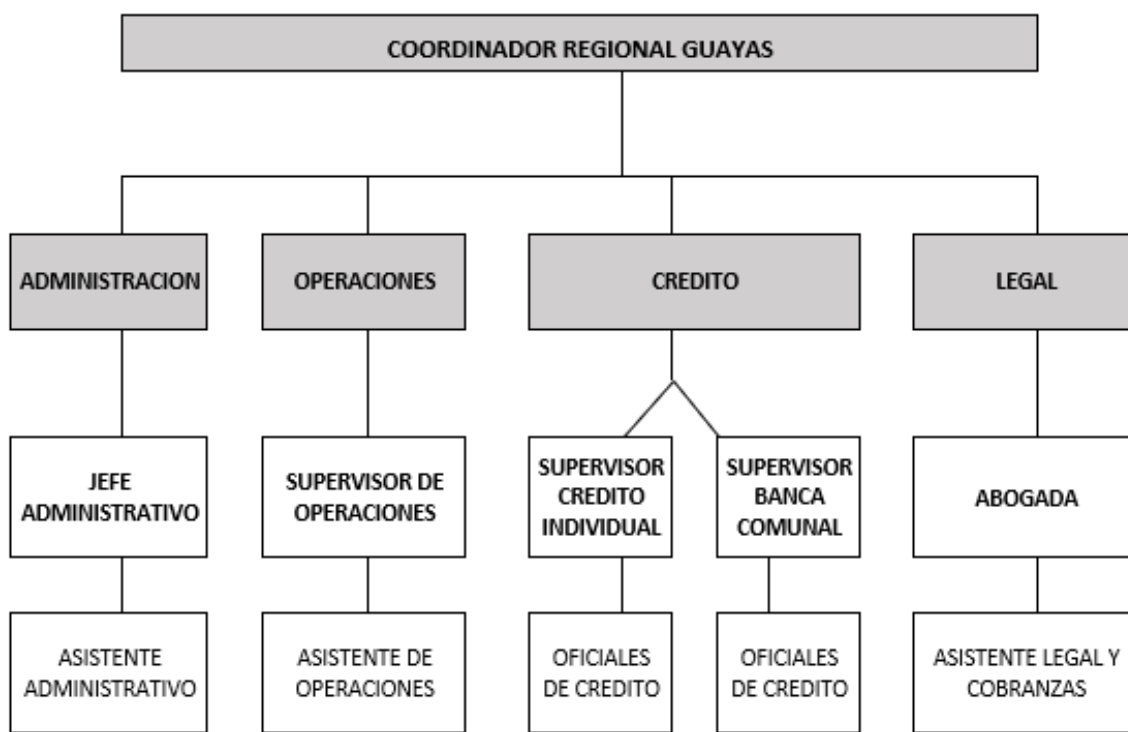 COORDINADOR REGIONAL GUAYAS
ADMINISTRACION
OPERACIONES
CREDITO
LEGAL
JEFE
ADMINISTRATIVO
SUPERVISOR DE
OPERACIONES
SUPERVISOR
CREDITO
INDIVIDUAL
SUPERVISOR
BANCA
COMUNAL
ABOGADA
ASISTENTE
ADMINISTRATIVO
ASISTENTE DE
OPERACIONES
OFICIALES
DE CREDITO
OFICIALES
DE CREDITO
ASISTENTE LEGAL Y
COBRANZAS